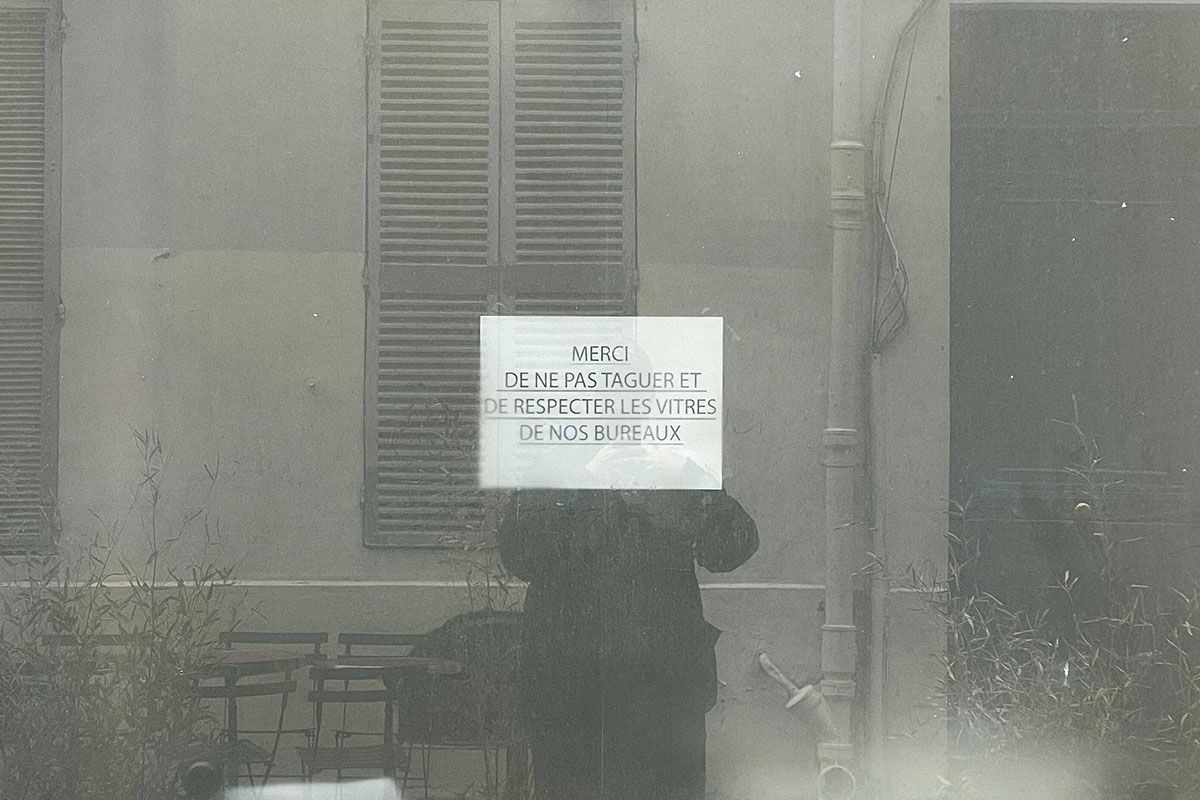 MERCI
DE NE PAS TAGUER ET
DE RESPECTER LES VITRES
DE NOS BUREAUX